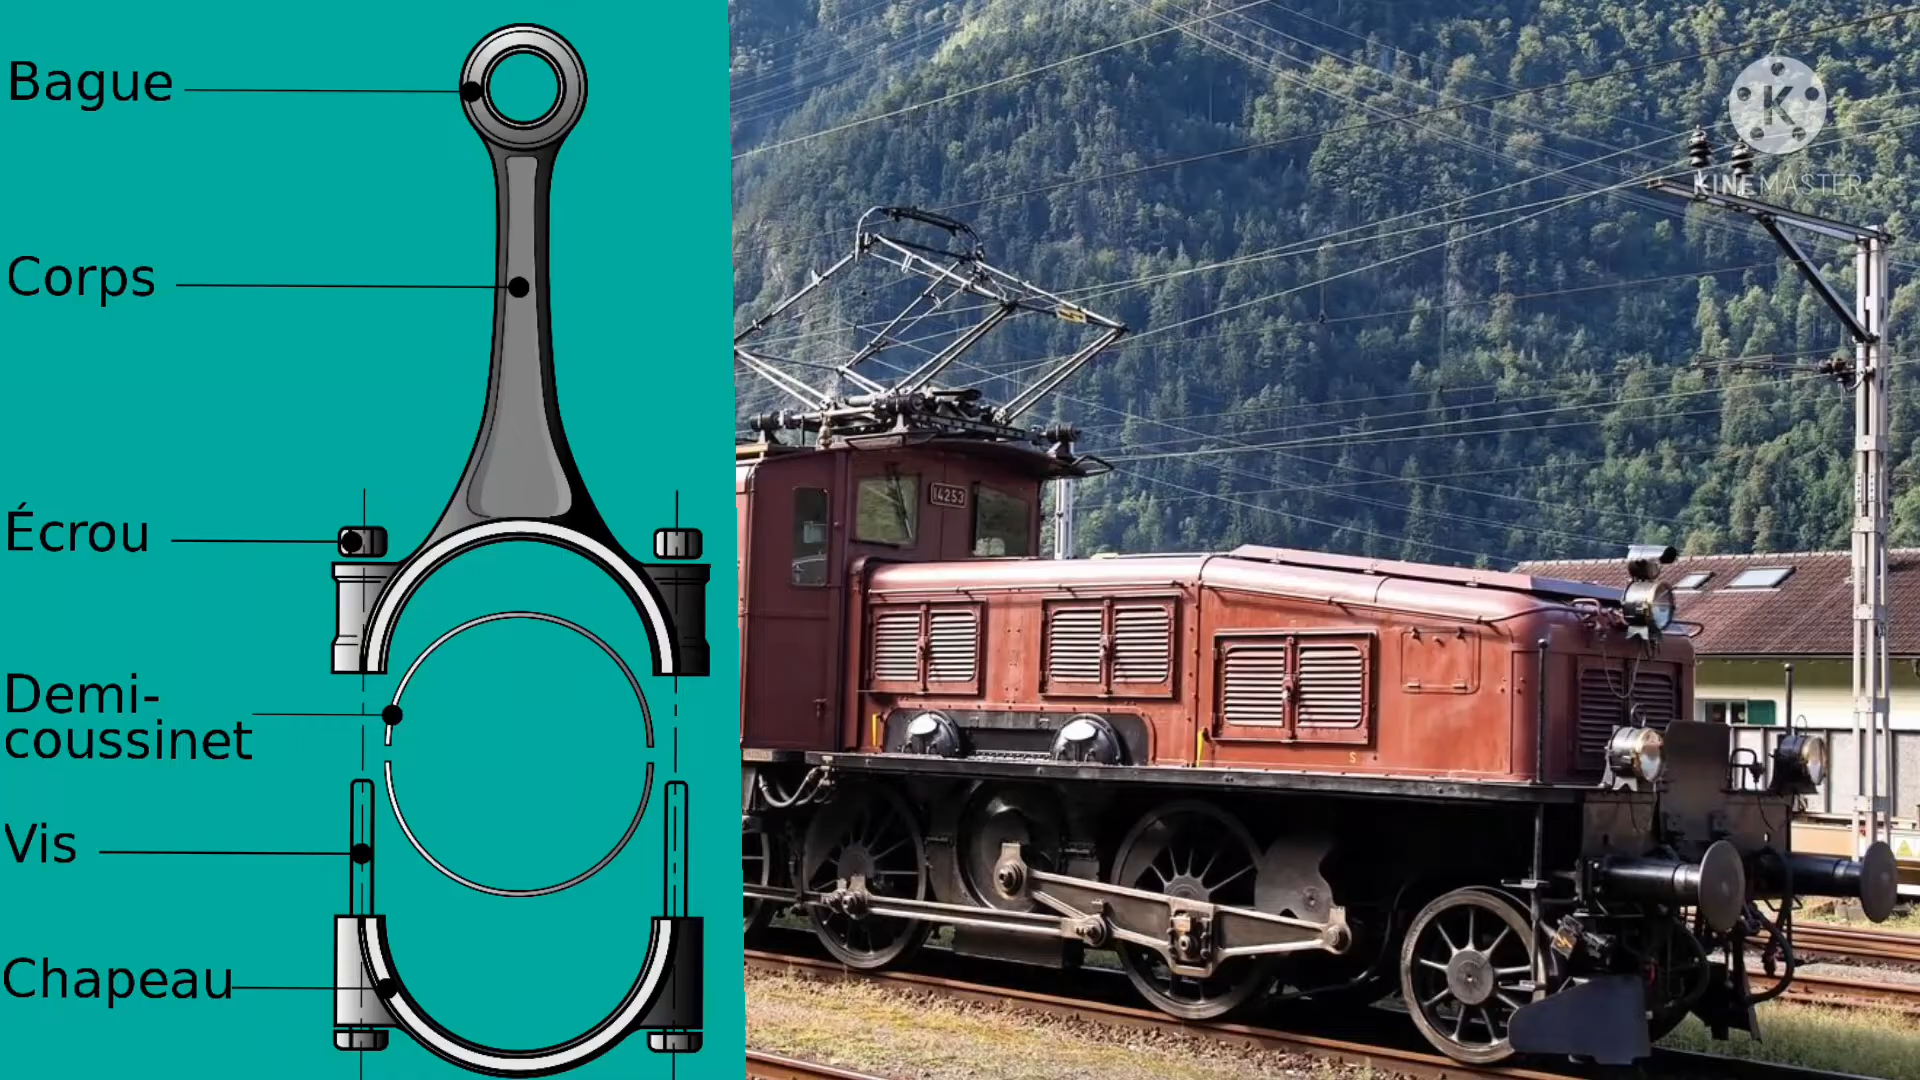 Bague
Corps
Écrou
Demi-
coussinet
Vis
Chapeau
14253
K
KINEMASTER
S